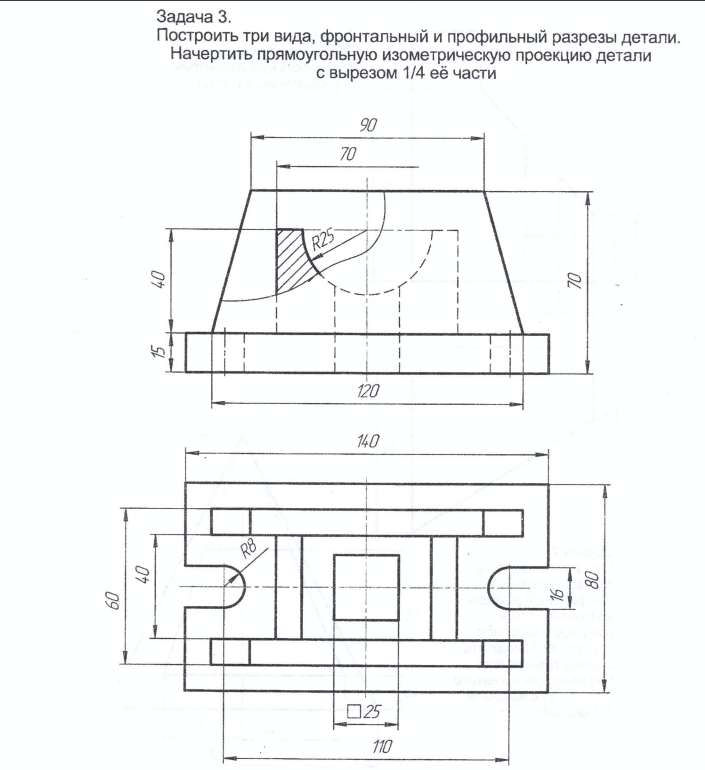 Задача 3.
Построить три вида, фронтальный и профильный разрезы детали.
Начертить прямоугольную изометрическую проекцию детали
с вырезом 1/4 её части
90
70
R25
40
70
15
120
140
R8
40
60
16
80
□25
110